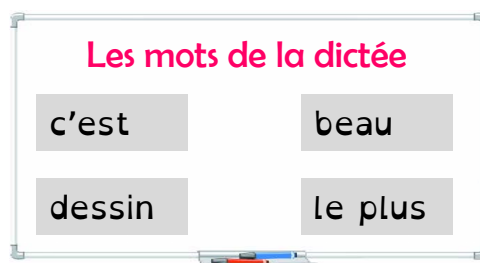 Les mots de la dictée
c'est
beau
dessin
le plus